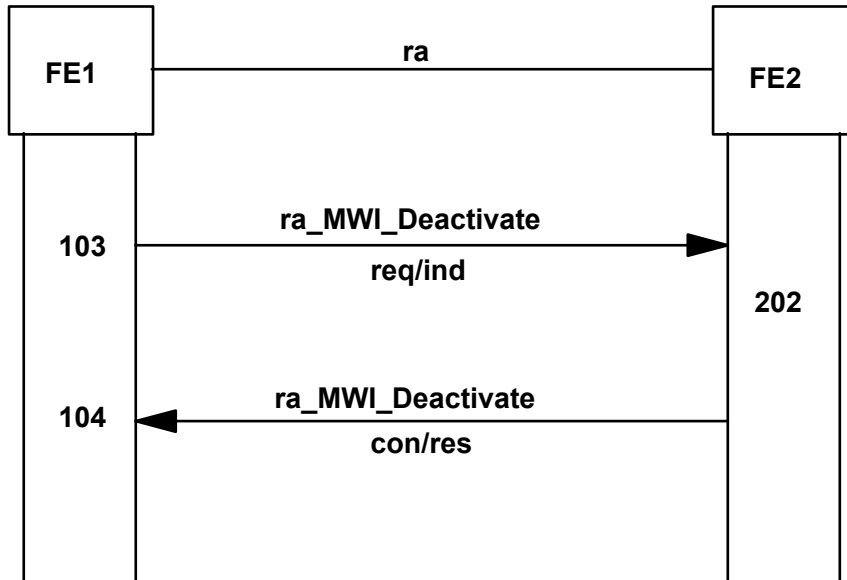 ra
FE1
FE2
ra_MWI_Deactivate
103
req/ind
202
ra_MWI_Deactivate
104
con/res